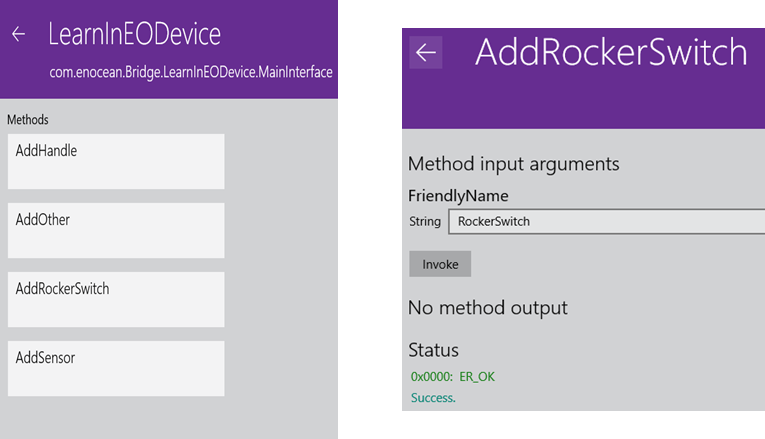 LearnInEODevice
com.enocean.Bridge.LearnInEODevice.MainInterface
Methods
AddHandle
AddOther
AddRockerSwitch
AddSensor
AddRockerSwitch
Method input arguments
FriendlyName
String RockerSwitch
Invoke
No method output
Status
0x0000: ER_OK
Success.